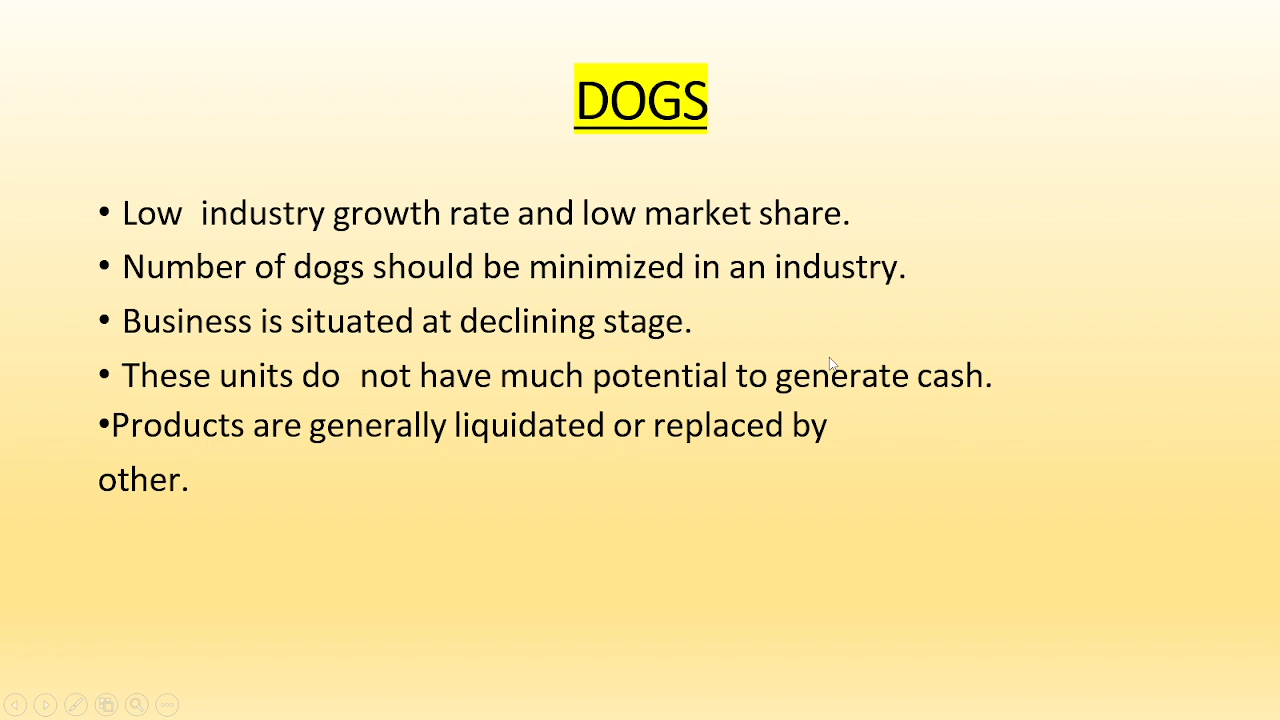 DOGS
• Low  industry growth rate and low market share.
• Number of dogs should be minimized in an industry.
• Business is situated at declining stage.
• These units do  not have much potential to generate cash.
•Products are generally liquidated or replaced by
other.